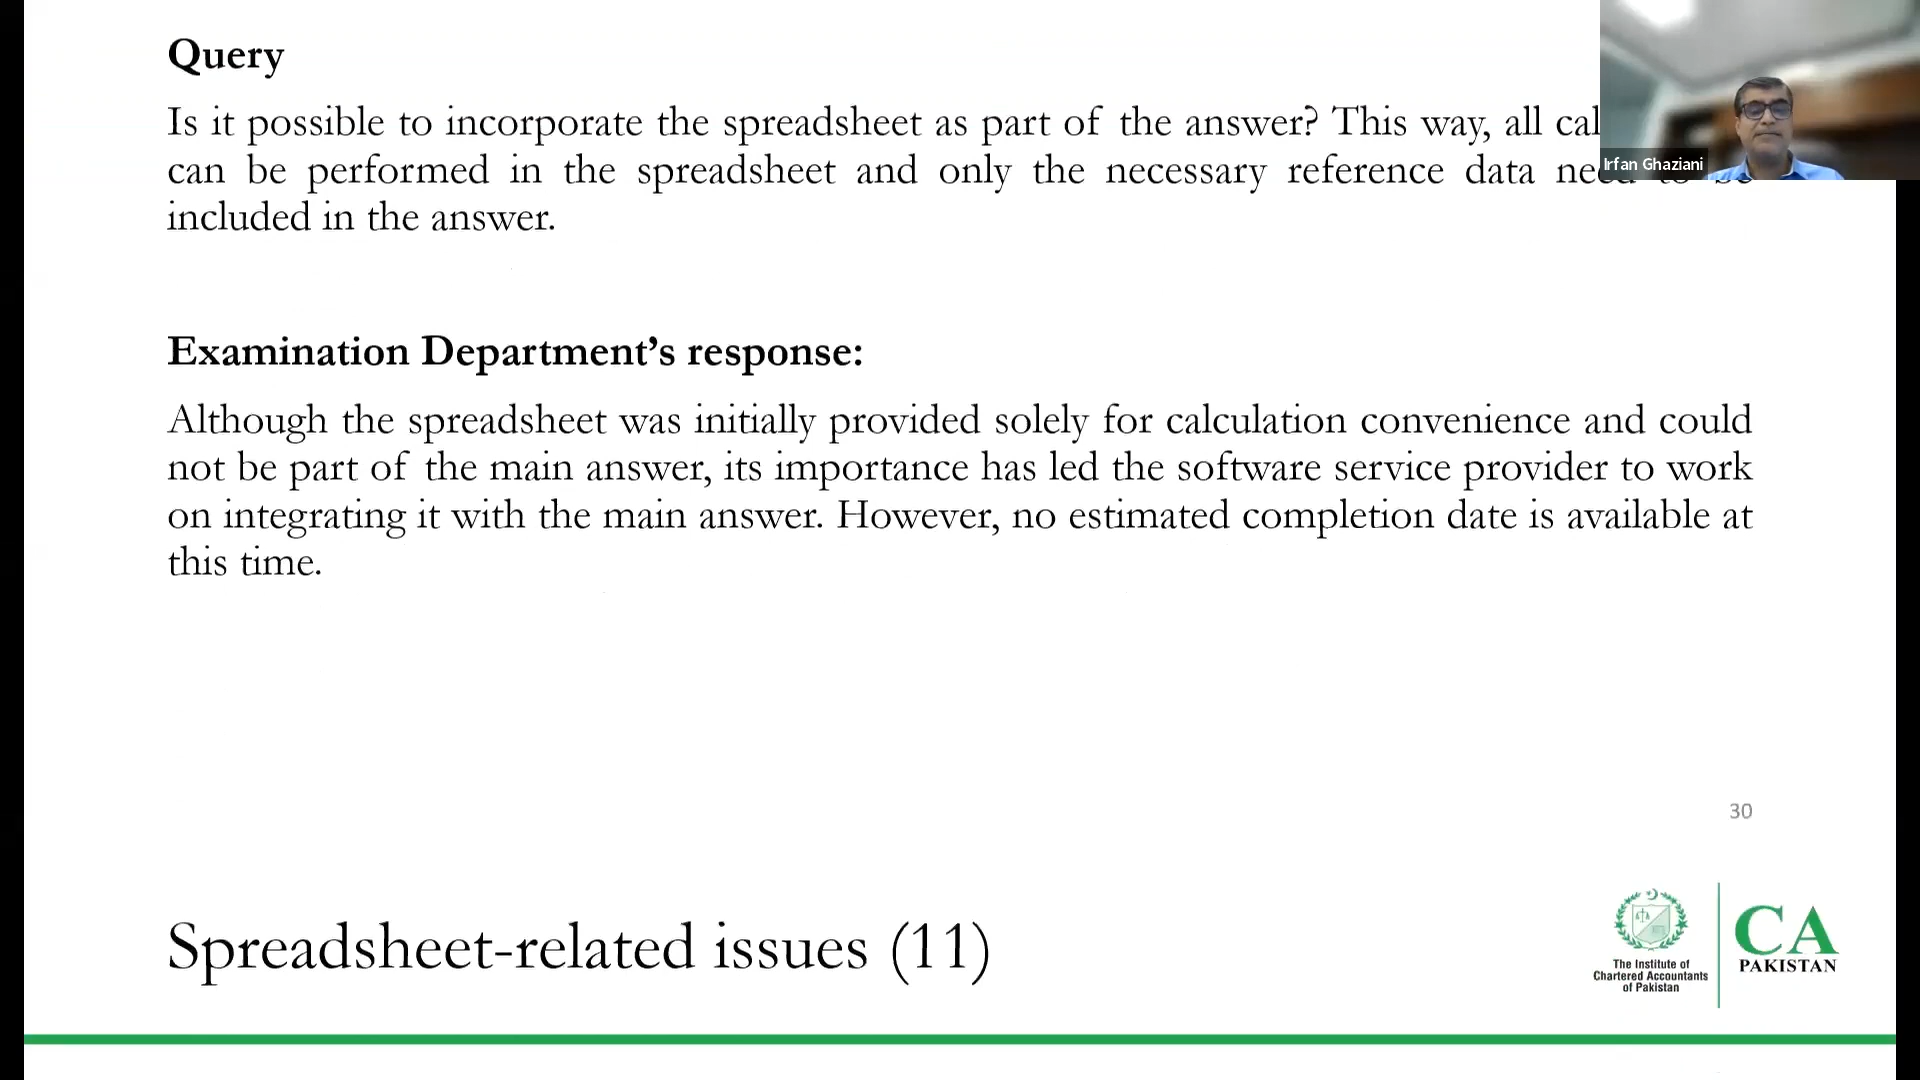 Query
Is it possible to incorporate the spreadsheet as part of the answer? This way, all cal
can be performed in the spreadsheet and only the necessary reference data need to be
included in the answer.
Irfan Ghaziani
Examination Department’s response:
Although the spreadsheet was initially provided solely for calculation convenience and could
not be part of the main answer, its importance has led the software service provider to work
on integrating it with the main answer. However, no estimated completion date is available at
this time.
30
Spreadsheet-related issues (11)
The Institute of
Chartered Accountants
of Pakistan
CA
PAKISTAN